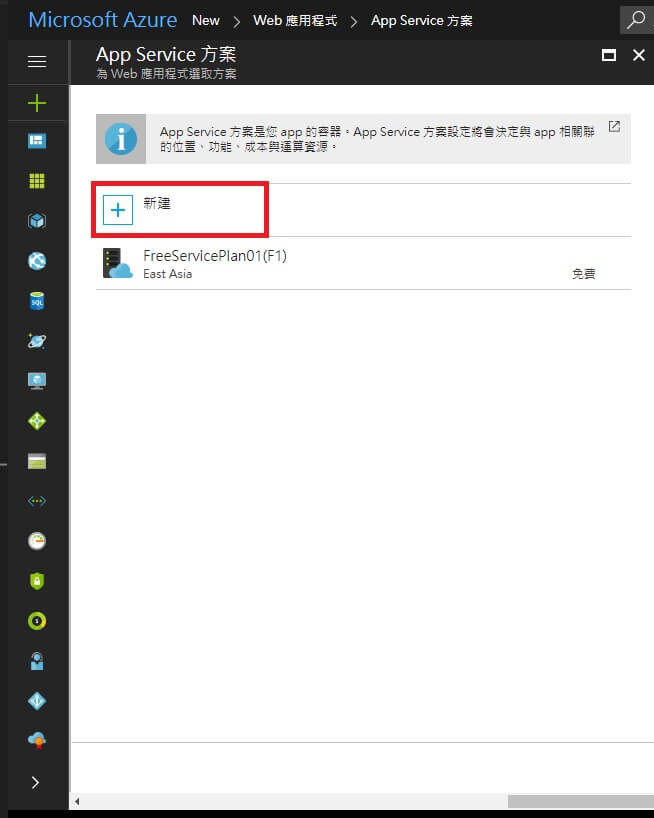 Microsoft Azure New > Web 應用程式 > App Service 方案
App Service 方案
為 Web 應用程式選取方案
App Service 方案是您 app 的容器。App Service 方案設定將會決定與 app 相關聯
的位置、功能、成本與運算資源。
新建
FreeServicePlan01(F1)
East Asia 免費
SQL